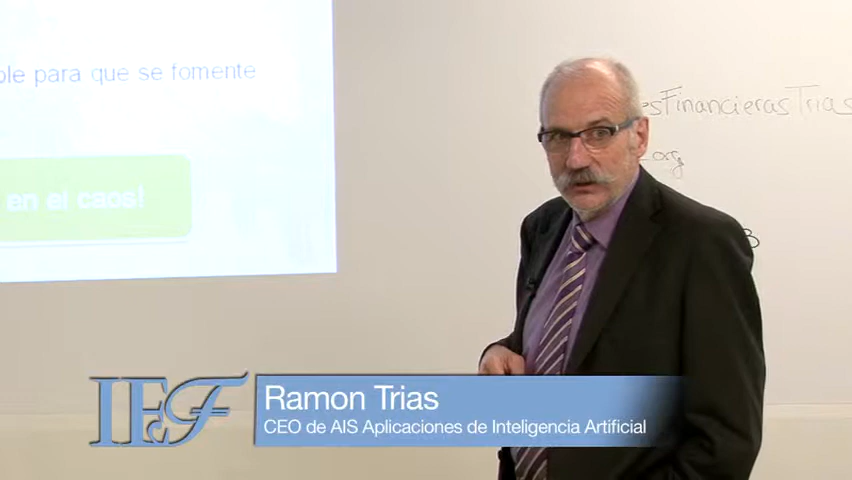 ble para que se fomente
en el caos!
esFinancierasTrias
.org
IEF
Ramon Trias
CEO de AIS Aplicaciones de Inteligencia Artificial